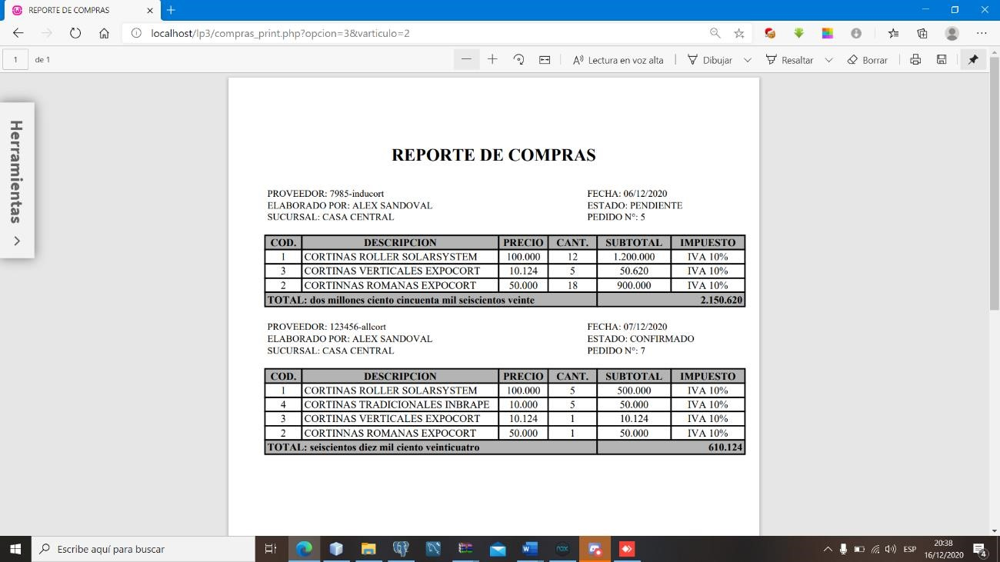 REPORTE DE COMPRAS
localhost/lp3/compras_print.php?opcion=3&varticulo=2
1 de 1 Lectura en voz alta Dibujar Resaltar Borrar
Herramientas
REPORTE DE COMPRAS
PROVEEDOR: 7985-inducort FECHA: 06/12/2020
ELABORADO POR: ALEX SANDOVAL ESTADO: PENDIENTE
SUCURSAL: CASA CENTRAL PEDIDO N°: 5
COD. DESCRIPCION PRECIO CANT. SUBTOTAL IMPUESTO
1 CORTINAS ROLLER SOLARSYSTEM 100.000 12 1.200.000 IVA 10%
3 CORTINAS VERTICALES EXPOCORT 10.124 5 50.620 IVA 10%
2 CORTINNAS ROMANAS EXPOCORT 50.000 18 900.000 IVA 10%
TOTAL: dos millones ciento cincuenta mil seiscientos veinte 2.150.620
PROVEEDOR: 123456-allcort FECHA: 07/12/2020
ELABORADO POR: ALEX SANDOVAL ESTADO: CONFIRMADO
SUCURSAL: CASA CENTRAL PEDIDO N°: 7
COD. DESCRIPCION PRECIO CANT. SUBTOTAL IMPUESTO
1 CORTINAS ROLLER SOLARSYSTEM 100.000 5 500.000 IVA 10%
4 CORTINAS TRADICIONALES INBRAPE 10.000 5 50.000 IVA 10%
3 CORTINAS VERTICALES EXPOCORT 10.124 1 10.124 IVA 10%
2 CORTINNAS ROMANAS EXPOCORT 50.000 1 50.000 IVA 10%
TOTAL: seiscientos diez mil ciento veinticuatro 610.124
Escribe aquí para buscar
ESP
20:38
16/12/2020
4